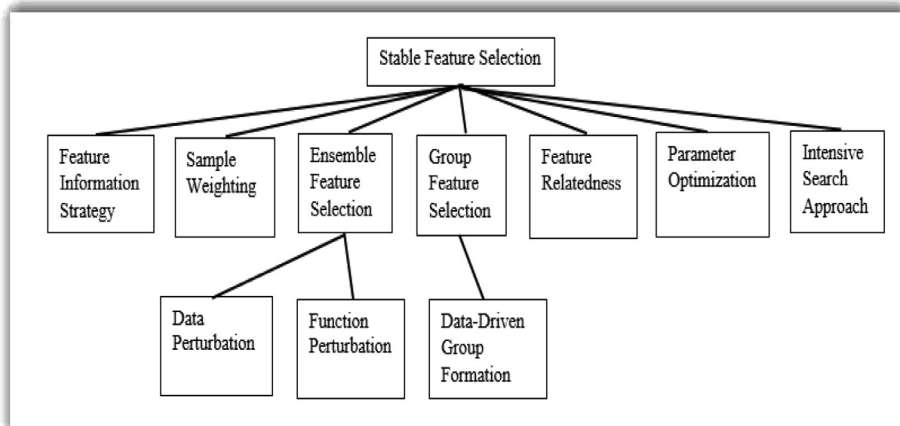 Stable Feature Selection
Feature
Information
Strategy
Sample
Weighting
Ensemble
Feature
Selection
Group
Feature
Selection
Feature
Relatedness
Parameter
Optimization
Intensive
Search
Approach
Data
Perturbation
Function
Perturbation
Data-Driven
Group
Formation